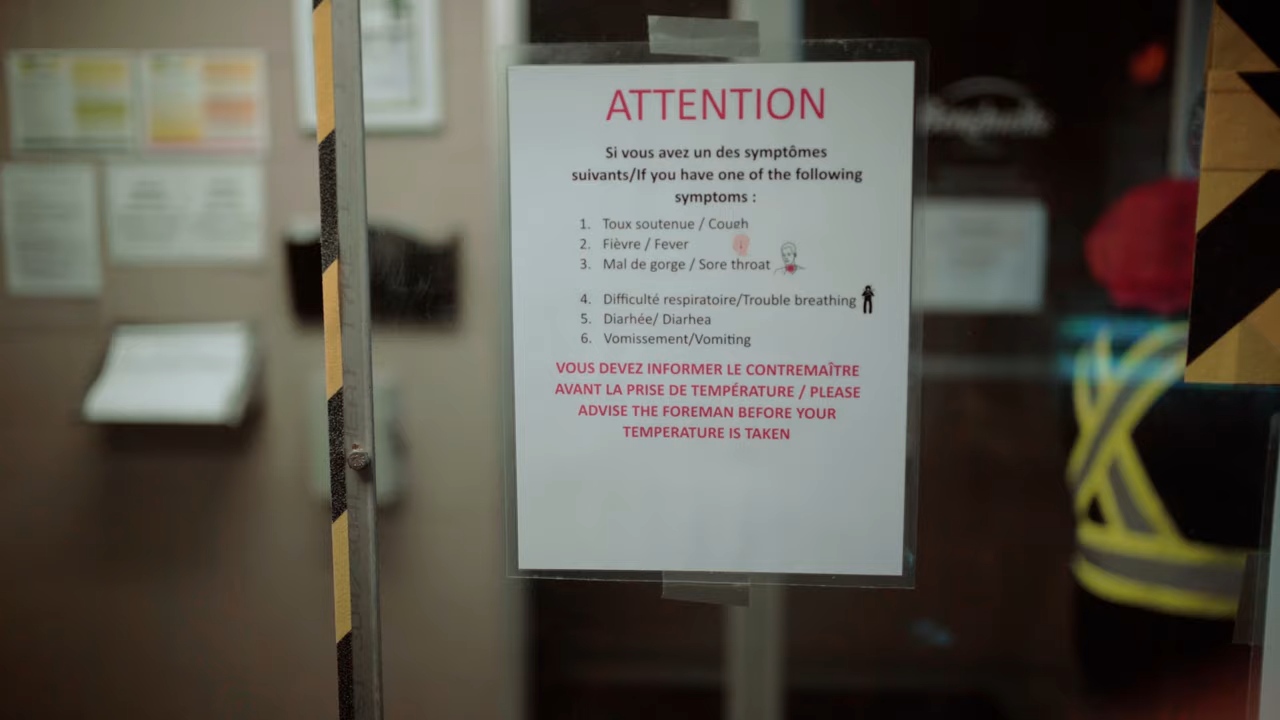 ATTENTION
Si vous avez un des symptômes
suivants/If you have one of the following
symptoms :
1. Toux soutenue / Cough
2. Fièvre / Fever
3. Mal de gorge / Sore throat
4. Difficulté respiratoire/Trouble breathing
5. Diarhée/ Diarhea
6. Vomissement/Vomiting
VOUS DEVEZ INFORMER LE CONTREMAÎTRE
AVANT LA PRISE DE TEMPÉRATURE / PLEASE
ADVISE THE FOREMAN BEFORE YOUR
TEMPERATURE IS TAKEN